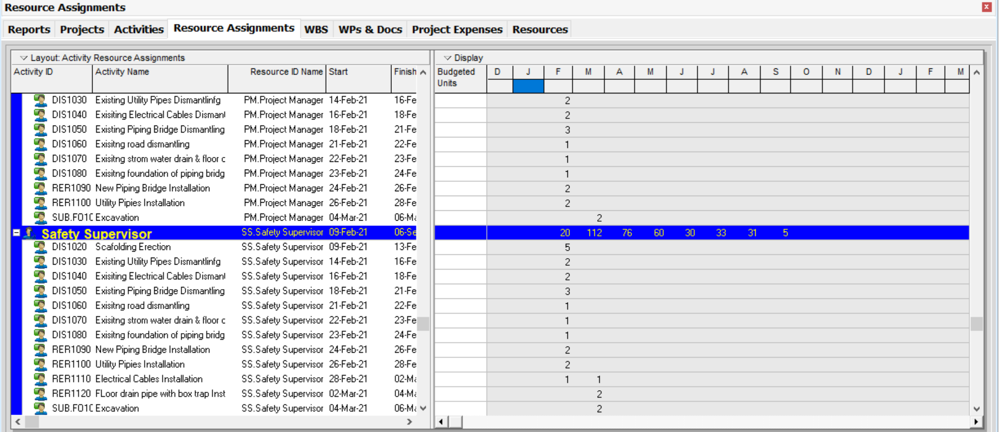 Resource Assignments
Reports Projects Activities Resource Assignments WBS WPs & Docs Project Expenses Resources
Layout: Activity Resource Assignments Display
Activity ID Activity Name Resource ID Name Start Finish Budgeted Units D J F M A M J J A S O N D J F M
DIS1030 Existing Utility Pipes Dismantlinfg PM.Project Manager 14-Feb-21 16-Fe 2
DIS1040 Exisiting Electrical Cables Dismant PM.Project Manager 16-Feb-21 18-Fe 2
DIS1050 Existing Piping Bridge Dismantling PM.Project Manager 18-Feb-21 21-Fe 3
DIS1060 Exisitng road dismantling PM.Project Manager 21-Feb-21 22-Fe 1
DIS1070 Exisitng strom water drain & floor c PM.Project Manager 22-Feb-21 23-Fe 1
DIS1080 Exisitng foundation of piping bridg PM.Project Manager 23-Feb-21 24-Fe 1
RER1090 New Piping Bridge Installation PM.Project Manager 24-Feb-21 26-Fe 2
RER1100 Utility Pipies Installation PM.Project Manager 26-Feb-21 28-Fe 2
SUB.FO1C Excavation PM.Project Manager 04-Mar-21 06-Ma 2
Safety Supervisor SS.Safety Supervisor 09-Feb-21 06-Se 20 112 76 60 30 33 31 5
DIS1020 Scafolding Erection SS.Safety Supervisor 09-Feb-21 13-Fe 5
DIS1030 Existing Utility Pipes Dismantlinfg SS.Safety Supervisor 14-Feb-21 16-Fe 2
DIS1040 Exisiting Electrical Cables Dismant SS.Safety Supervisor 16-Feb-21 18-Fe 2
DIS1050 Existing Piping Bridge Dismantling SS.Safety Supervisor 18-Feb-21 21-Fe 3
DIS1060 Exisitng road dismantling SS.Safety Supervisor 21-Feb-21 22-Fe 1
DIS1070 Exisitng strom water drain & floor c SS.Safety Supervisor 22-Feb-21 23-Fe 1
DIS1080 Exisitng foundation of piping bridg SS.Safety Supervisor 23-Feb-21 24-Fe 1
RER1090 New Piping Bridge Installation SS.Safety Supervisor 24-Feb-21 26-Fe 2
RER1100 Utility Pipies Installation SS.Safety Supervisor 26-Feb-21 28-Fe 2
RER1110 Electrical Cables Installation SS.Safety Supervisor 28-Feb-21 02-Ma 1 1
RER1120 FLoor drain pipe with box trap Inst SS.Safety Supervisor 02-Mar-21 04-Ma 2
SUB.FO1C Excavation SS.Safety Supervisor 04-Mar-21 06-Ma 2